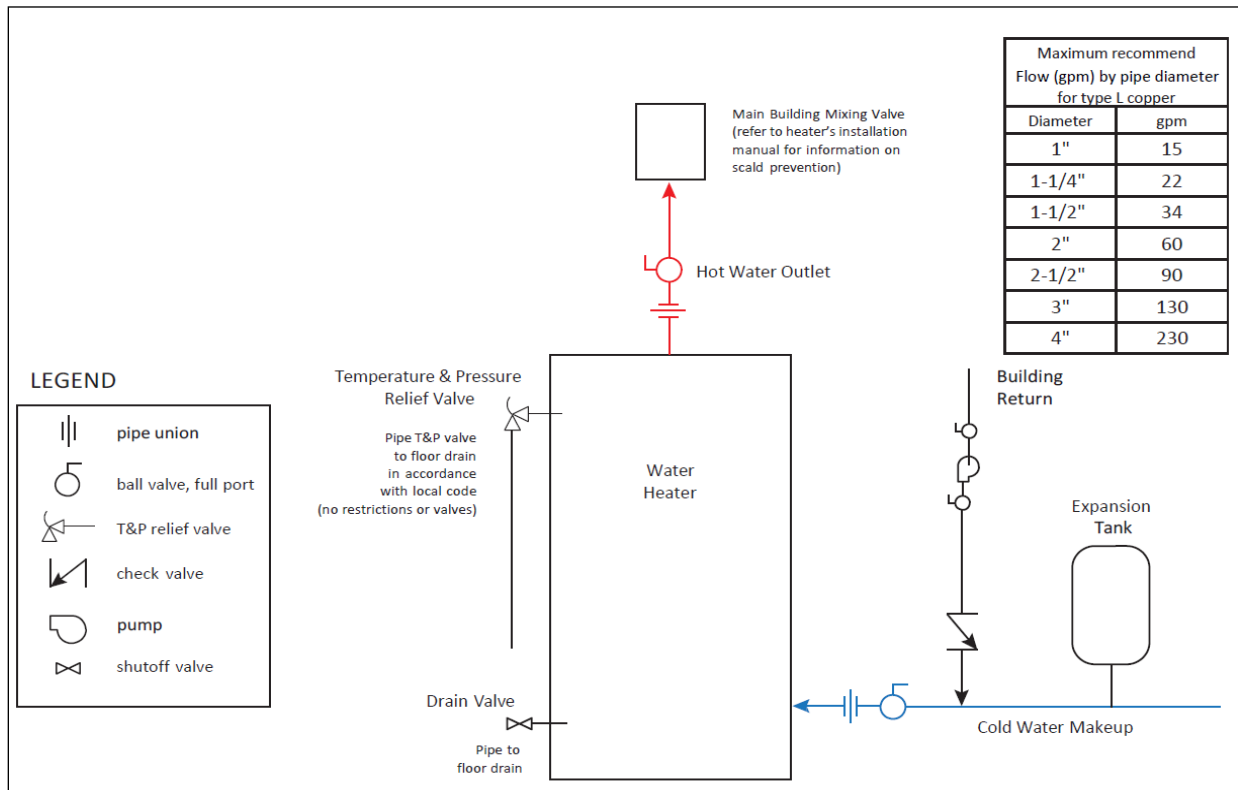 Maximum recommend
Flow (gpm) by pipe diameter
for type L copper
Diameter gpm
1" 15
1-1/4" 22
1-1/2" 34
2" 60
2-1/2" 90
3" 130
4" 230
Main Building Mixing Valve
(refer to heater's installation
manual for information on
scald prevention)
Hot Water Outlet
LEGEND
pipe union
ball valve, full port
T&P relief valve
check valve
pump
shutoff valve
Temperature & Pressure
Relief Valve
Pipe T&P valve
to floor drain
in accordance
with local code
(no restrictions or valves)
Water
Heater
Building
Return
Expansion
Tank
Drain Valve
Pipe to
floor drain
Cold Water Makeup